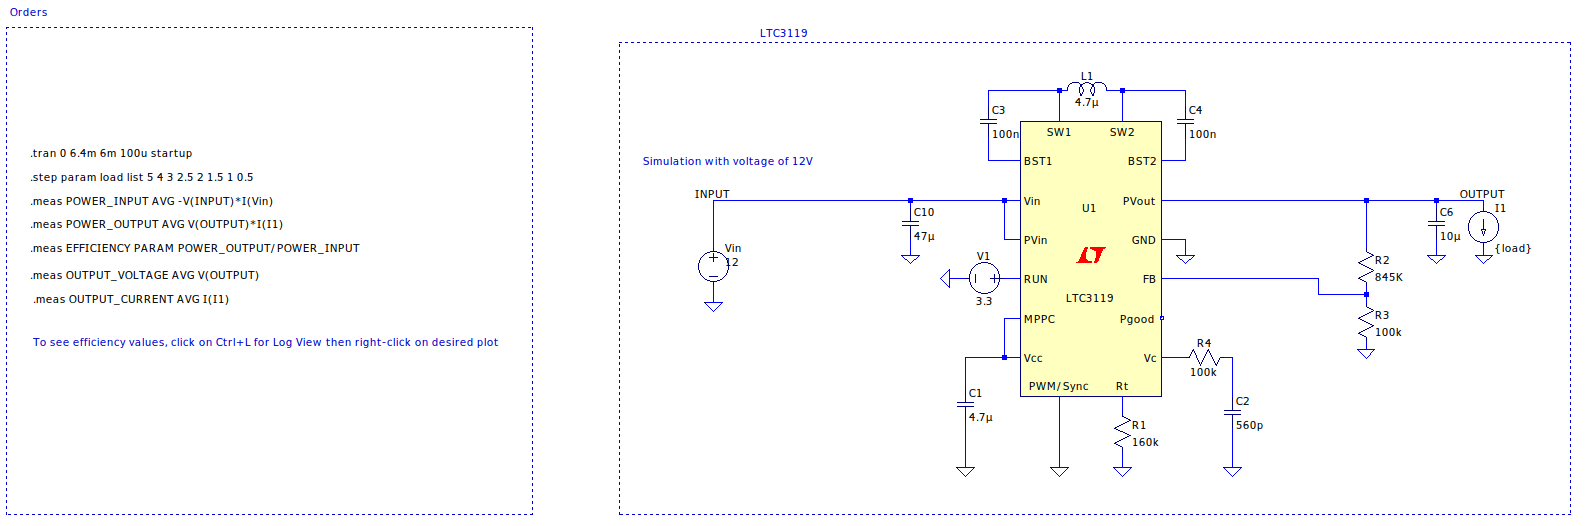 Orders
.tran 0 6.4m 6m 100u startup
.step param load list 5 4 3 2.5 2 1.5 1 0.5
.meas POWER_INPUT AVG -V(INPUT)*I(Vin)
.meas POWER_OUTPUT AVG V(OUTPUT)*I(I1)
.meas EFFICIENCY PARAM POWER_OUTPUT/POWER_INPUT
.meas OUTPUT_VOLTAGE AVG V(OUTPUT)
.meas OUTPUT_CURRENT AVG I(I1)
To see efficiency values, click on Ctrl+L for Log View then right-click on desired plot
LTC3119
Simulation with voltage of 12V
L1
4.7µ
C3
100n
C4
100n
SW1
SW2
BST1
BST2
INPUT
Vin
PVout
OUTPUT
U1
C10
47µ
C6
10µ
I1
{load}
Vin
12
PVin
GND
V1
3.3
RUN
FB
R2
845K
LTC3119
MPPC
Pgood
R3
100k
Vcc
Vc
R4
100k
PWM/Sync
Rt
C1
4.7µ
C2
560p
R1
160k